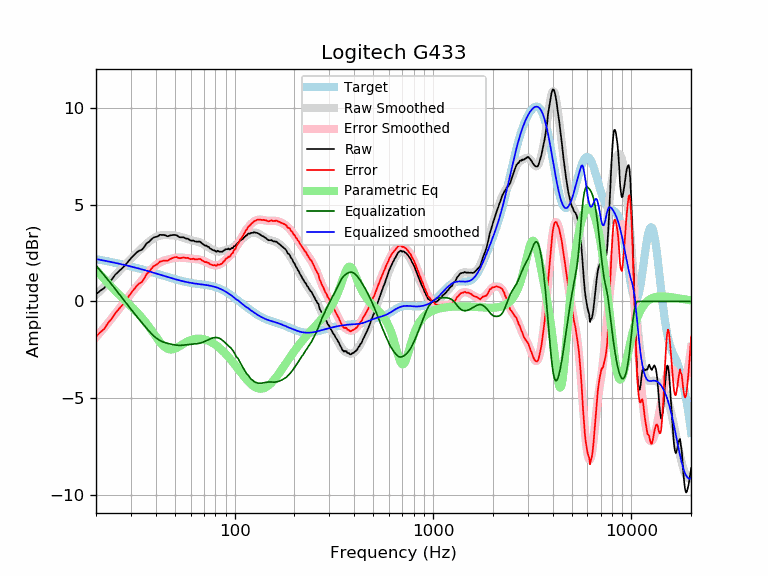 Logitech G433
Amplitude (dBr)
10
5
0
−5
−10
Target
Raw Smoothed
Error Smoothed
Raw
Error
Parametric Eq
Equalization
Equalized smoothed
100
1000
10000
Frequency (Hz)